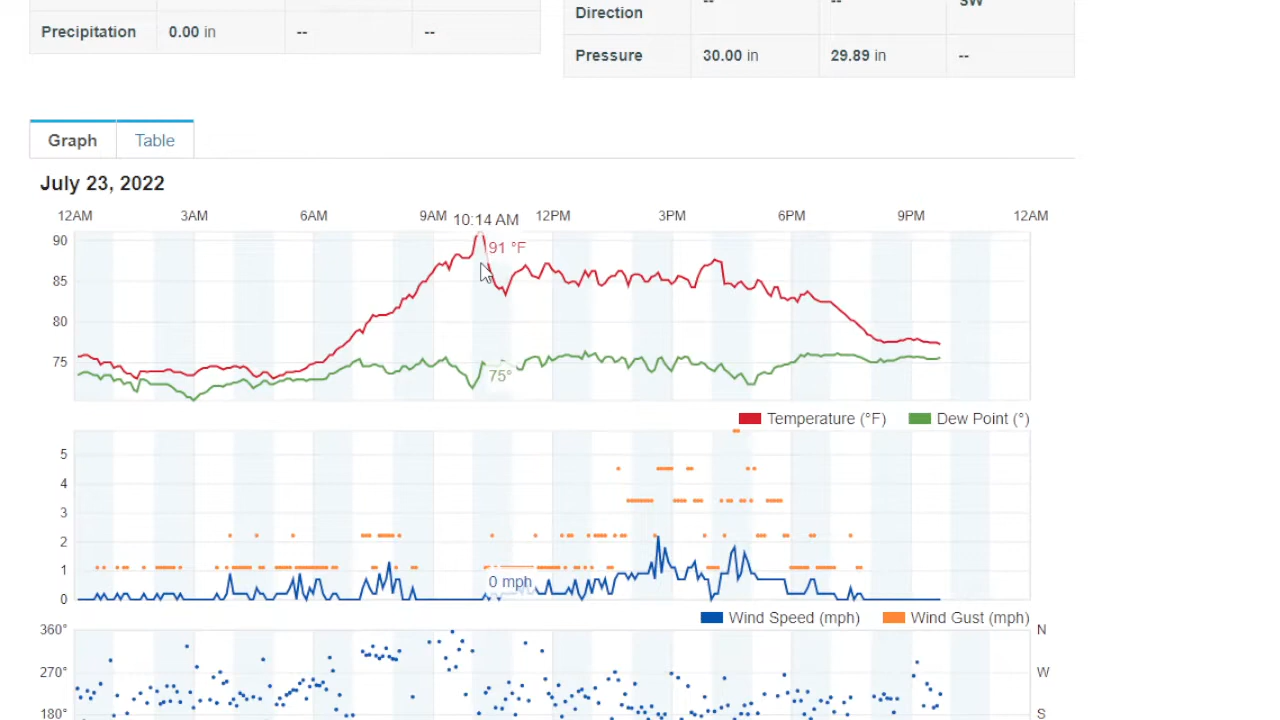 -- -- SW
Direction
Precipitation 0.00 in -- --
Pressure 30.00 in 29.89 in --
Graph Table
July 23, 2022
12AM 3AM 6AM 9AM 10:14 AM 12PM 3PM 6PM 9PM 12AM
90
91 °F
85
80
75
75°
Temperature (°F) Dew Point (°)
5
4
3
2
1
0 mph
0
Wind Speed (mph) Wind Gust (mph)
360° N
270° W
180° S